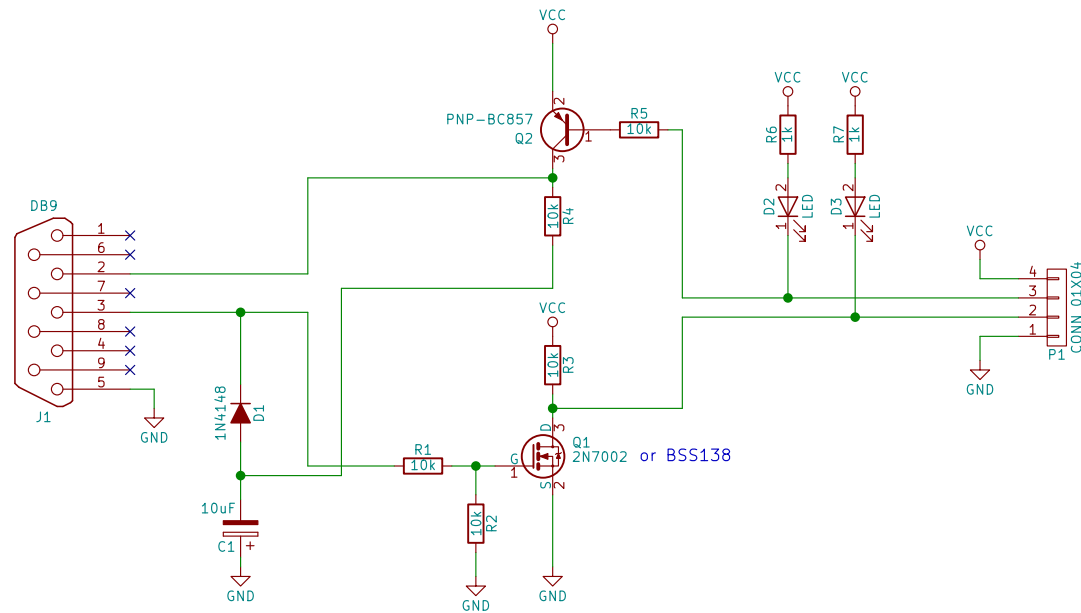 VCC
2
PNP-BC857
Q2
1
3
R5
10k
VCC
VCC
R6
1k
R7
1k
2
D2
LED
1
2
D3
LED
1
10k
R4
DB9
1
6
2
7
3
8
4
9
5
J1
GND
VCC
4
3
2
1
CONN_01X04
P1
GND
VCC
10k
R3
1N4148
D1
R1
10k
D
3
G
1
S
2
Q1
2N7002
or BSS138
10k
R2
10uF
C1
+
GND
GND
GND